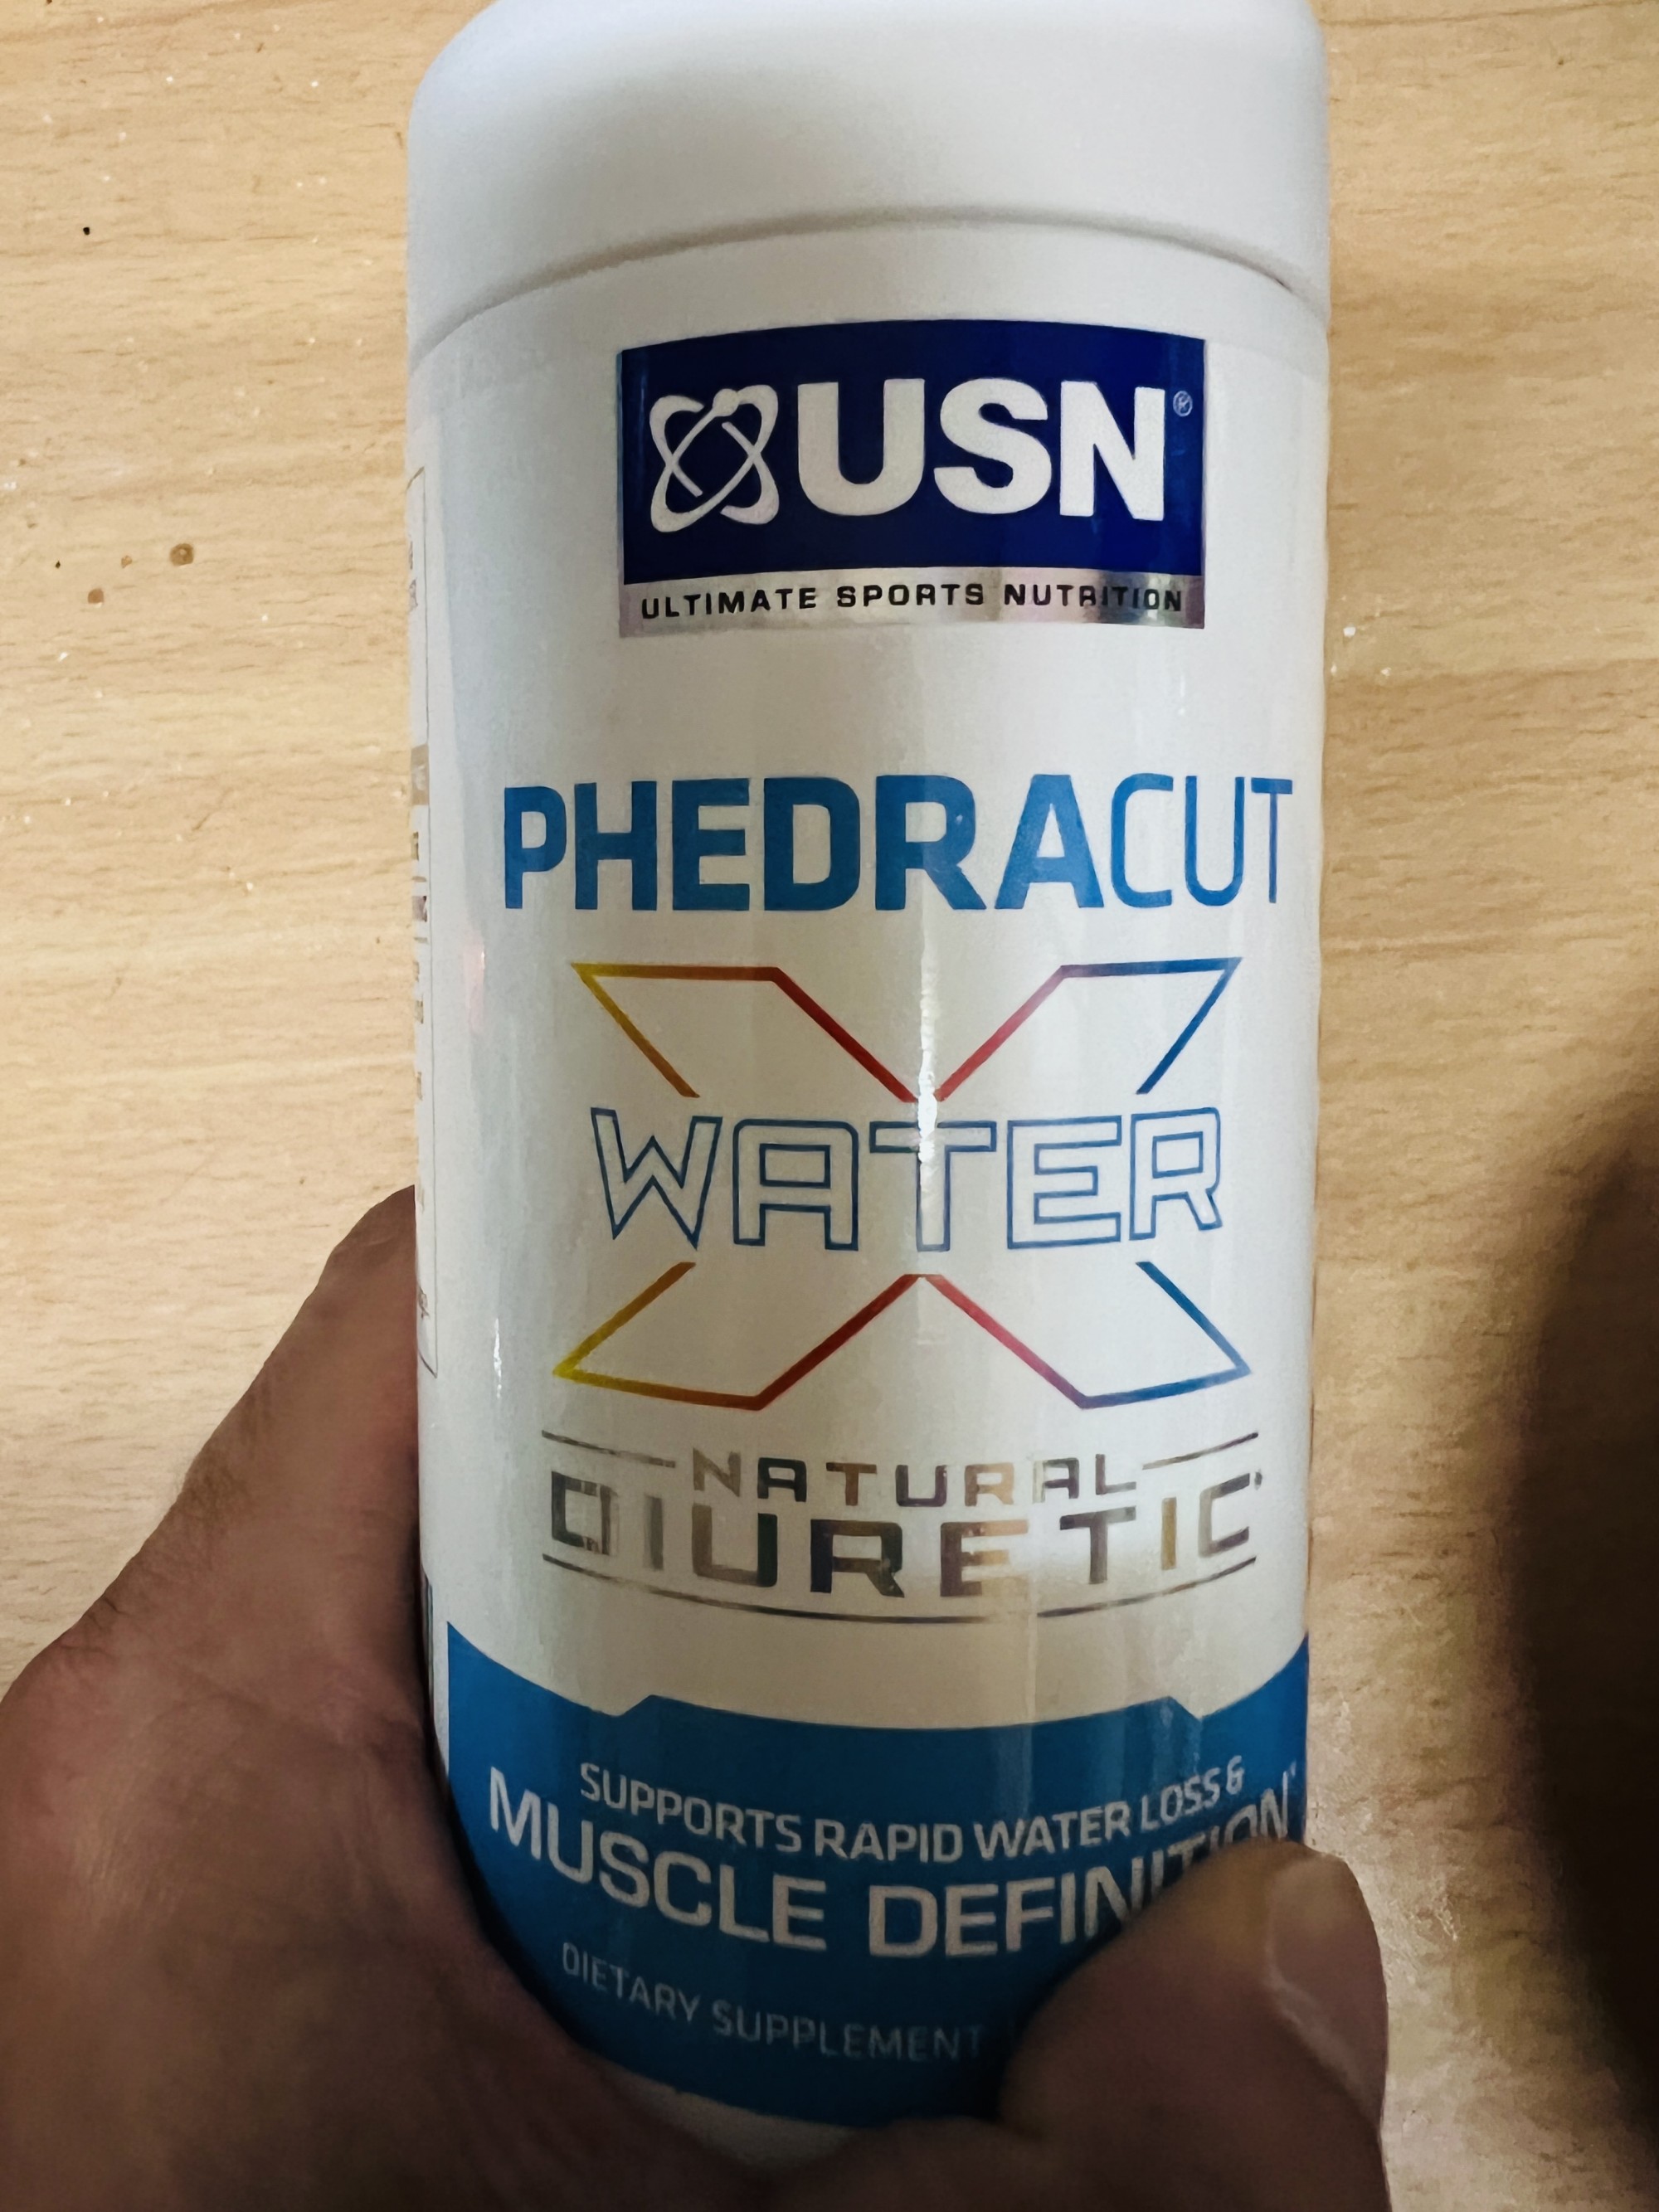 USN®
ULTIMATE SPORTS NUTRITION
PHEDRACUT
WATER
NATURAL
DIURETIC*
SUPPORTS RAPID WATER LOSS &
MUSCLE DEFINITION*
DIETARY SUPPLEMENT